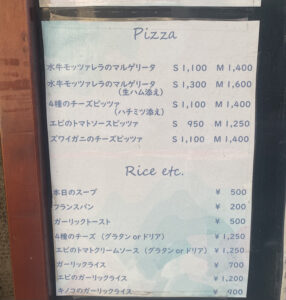 Pizza
水牛モッツァレラのマルゲリータ S 1,100 M 1,400
水牛モッツァレラのマルゲリータ S 1,300 M 1,600
(生ハム添え)
4種のチーズピッツァ S 1,100 M 1,400
(ハチミツ添え)
エビのトマトソースピッツァ S 950 M 1,250
ズワイガニのチーズピッツァ S 1,100 M 1,400
Rice etc.
本日のスープ ¥ 500
フランスパン ¥ 200
ガーリックトースト ¥ 500
4種のチーズ (グラタン or ドリア) ¥ 1,250
エビのトマトクリームソース (グラタン or ドリア) ¥ 1,250
ガーリックライス ¥ 900
エビのガーリックライス ¥ 1,200
キノコのガーリックライス ¥ 900